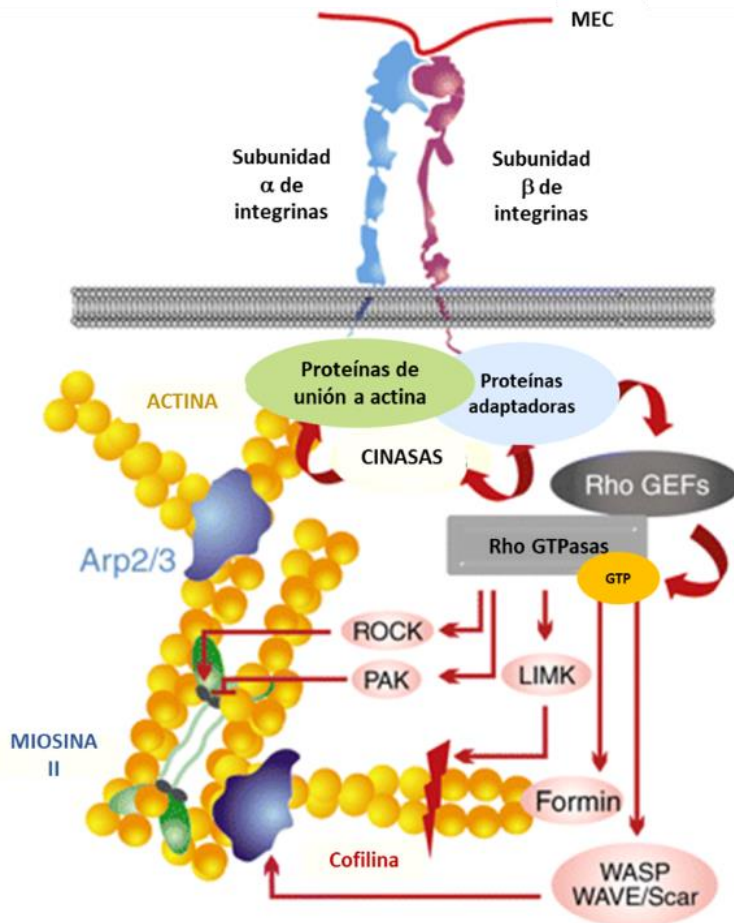 MEC
Subunidad
α de
integrinas
Subunidad
β de
integrinas
Proteínas de
unión a actina
Proteínas
adaptadoras
ACTINA
CINASAS
Rho GEFs
Arp2/3
Rho GTPasas
GTP
ROCK
PAK
LIMK
MIOSINA
II
Formin
Cofilina
WASP
WAVE/Scar